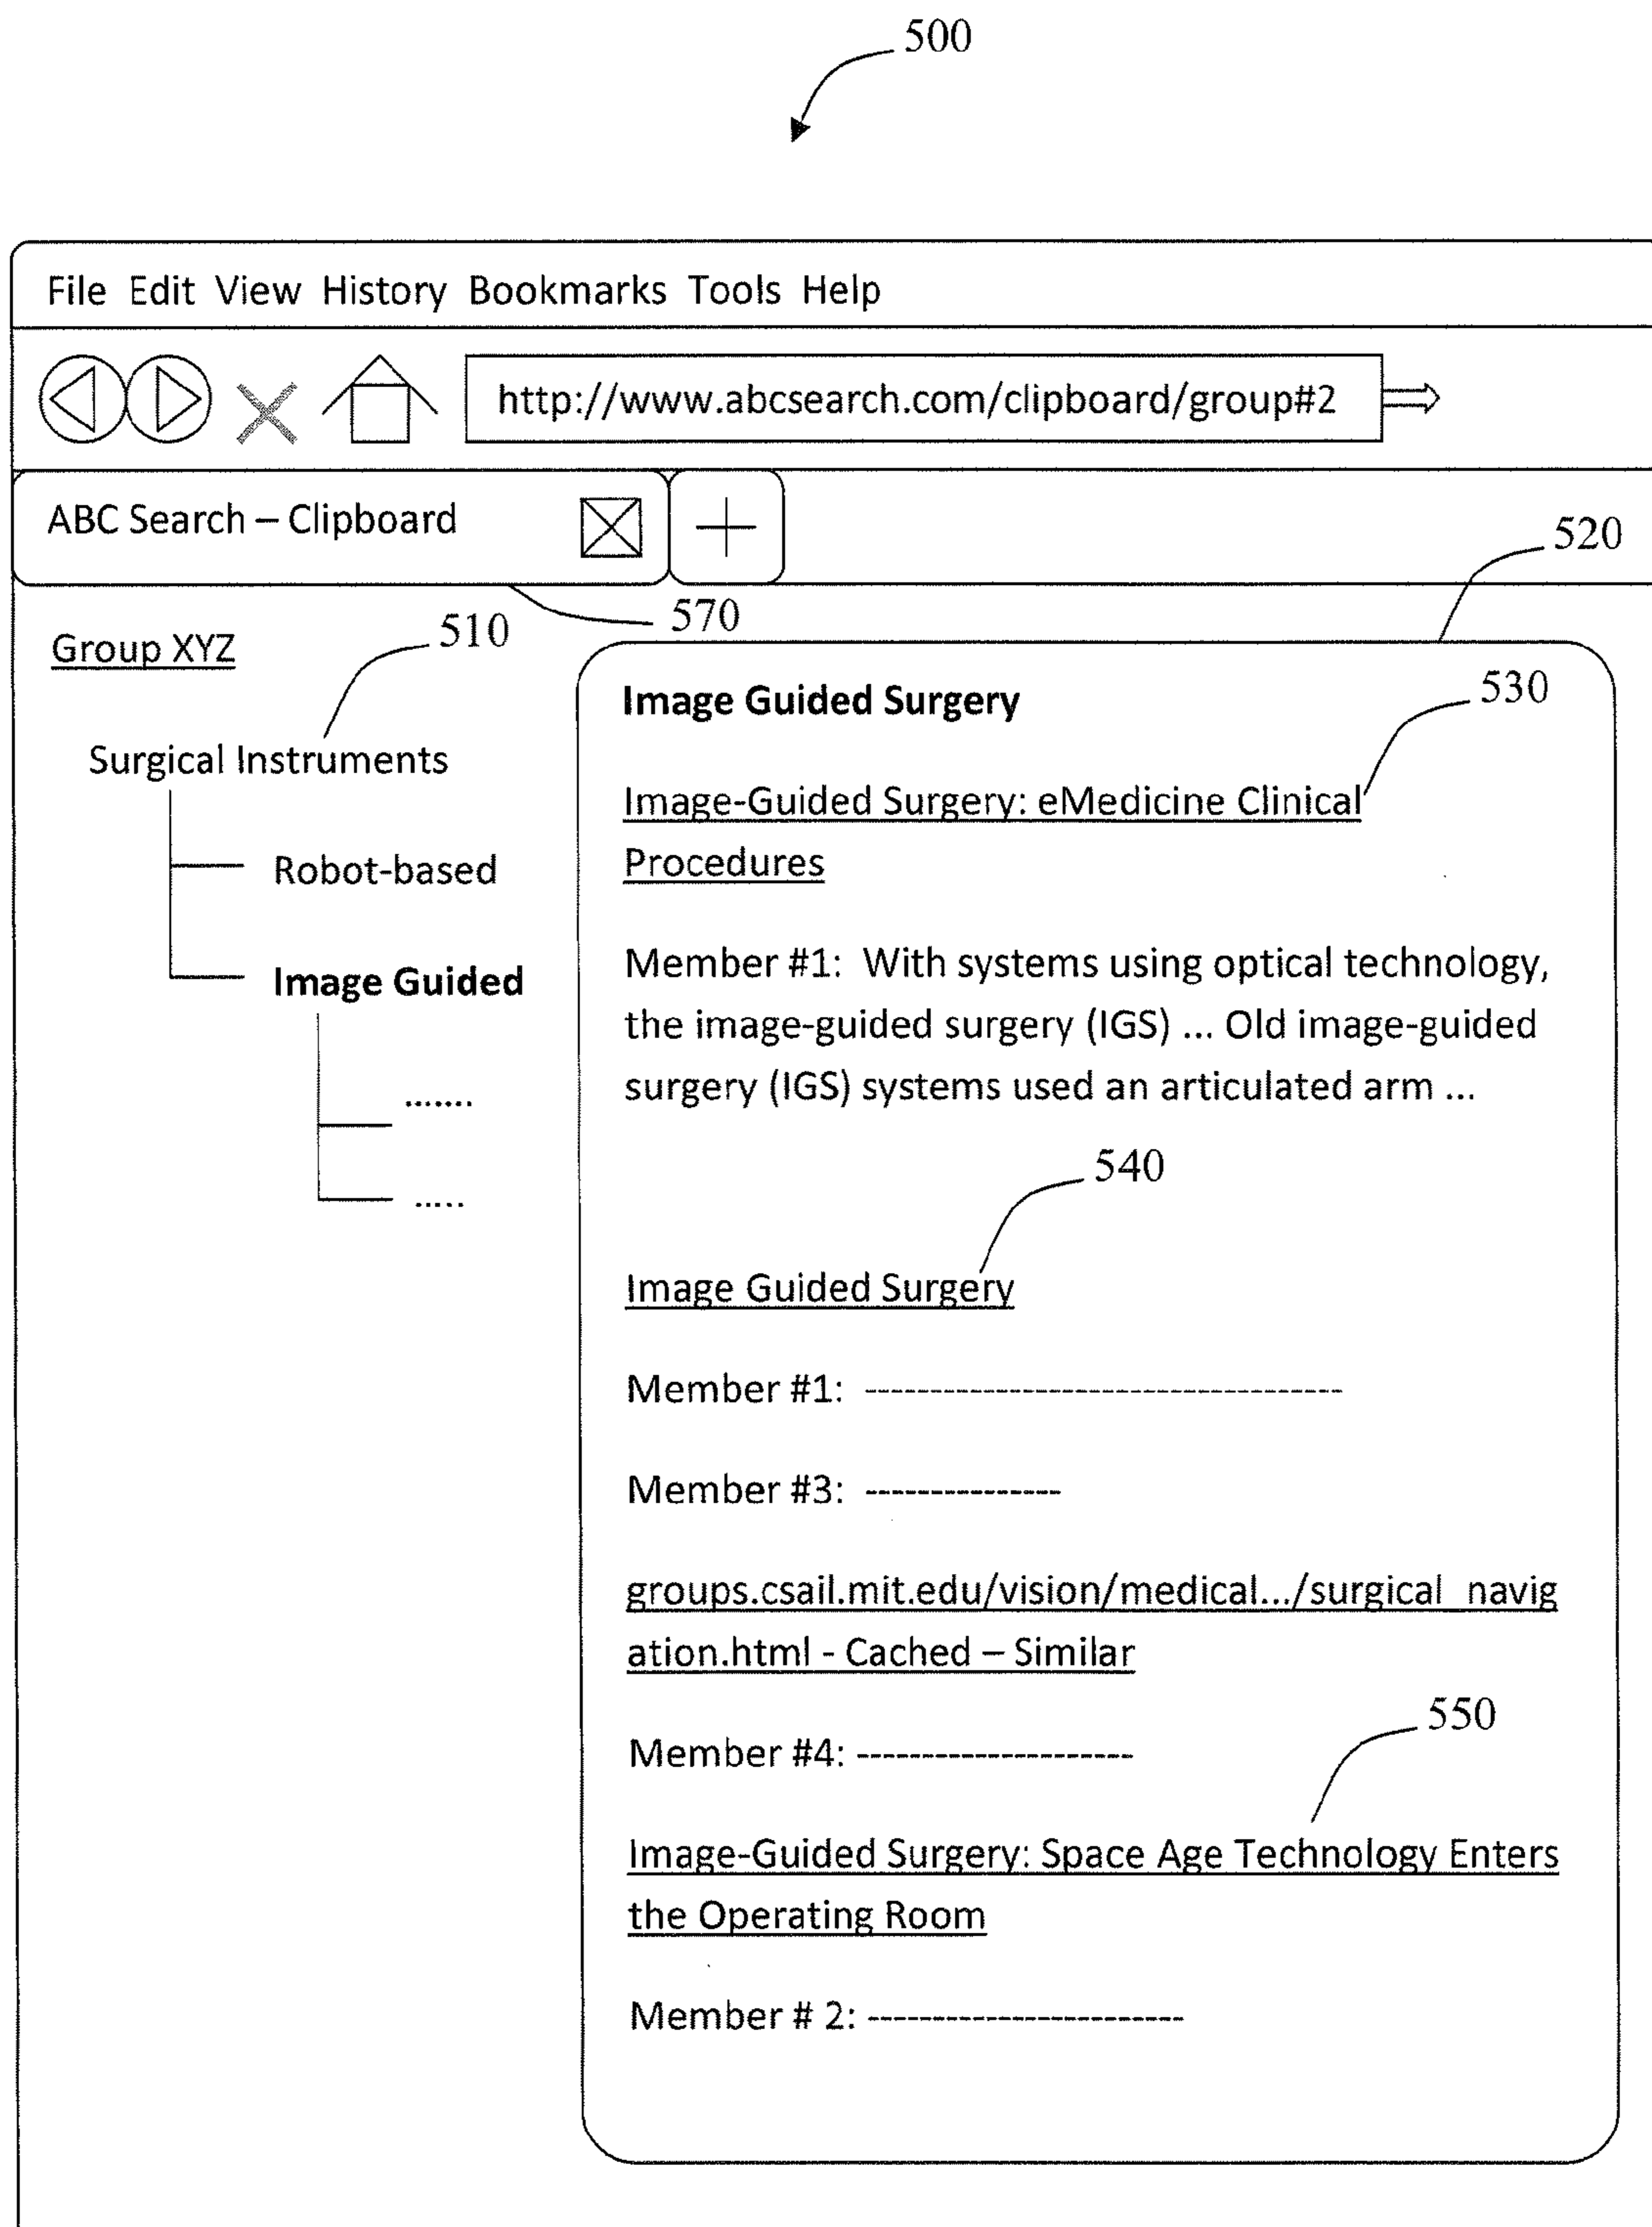 500
File Edit View History Bookmarks Tools Help
http://www.abcsearch.com/clipboard/group#2
ABC Search – Clipboard
520
570
Group XYZ
510
Surgical Instruments
Robot-based
Image Guided
.......
.....
Image Guided Surgery
530
Image-Guided Surgery: eMedicine Clinical
Procedures
Member #1: With systems using optical technology,
the image-guided surgery (IGS) ... Old image-guided
surgery (IGS) systems used an articulated arm ...
540
Image Guided Surgery
Member #1: -------------------------------------
Member #3: ---------------
groups.csail.mit.edu/vision/medical.../surgical_navig
ation.html - Cached – Similar
550
Member #4: ---------------------
Image-Guided Surgery: Space Age Technology Enters
the Operating Room
Member # 2: ------------------------